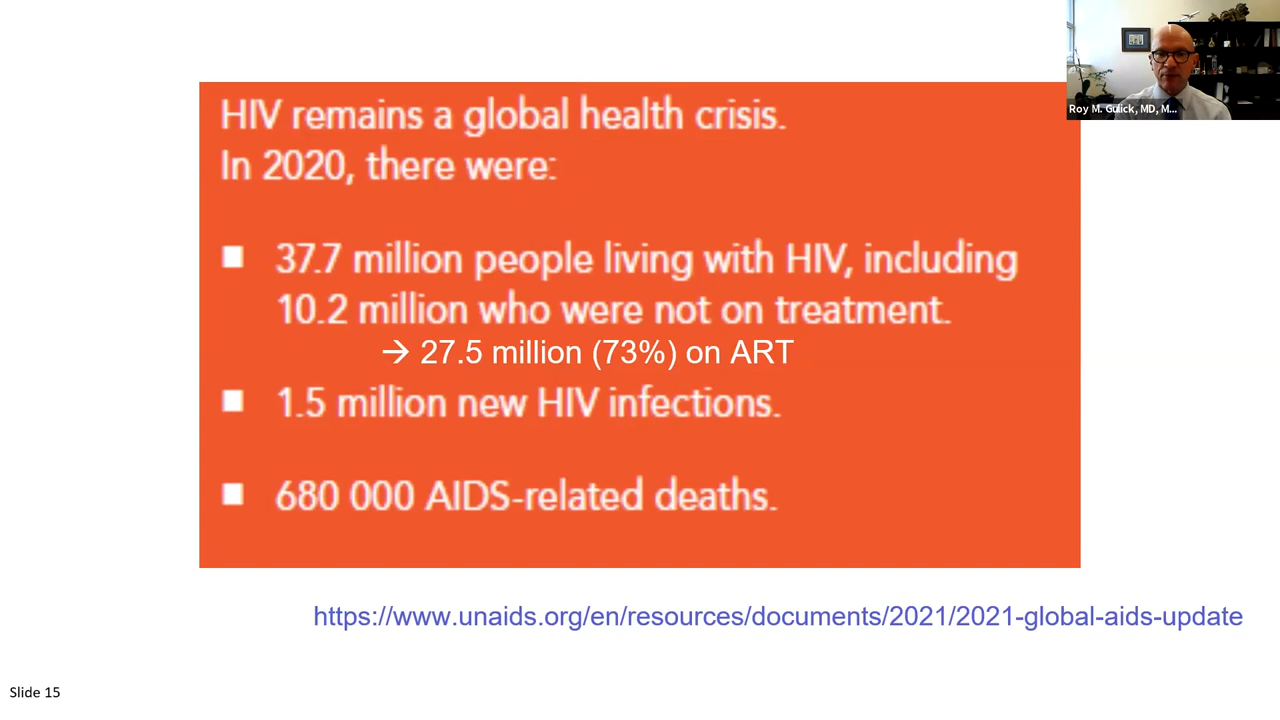 Roy M. Gulick, MD, M...
HIV remains a global health crisis.
In 2020, there were:
■ 37.7 million people living with HIV, including
10.2 million who were not on treatment.
→ 27.5 million (73%) on ART
■ 1.5 million new HIV infections.
■ 680 000 AIDS-related deaths.
https://www.unaids.org/en/resources/documents/2021/2021-global-aids-update
Slide 15